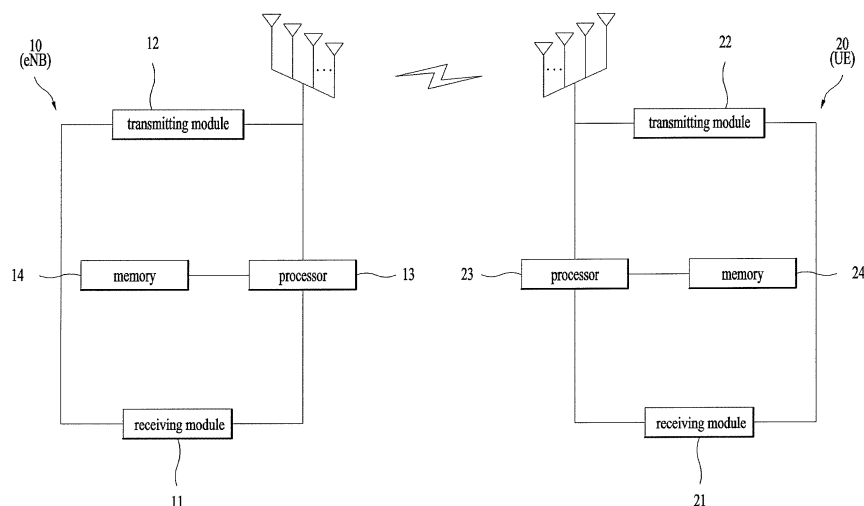 10
(eNB)
12
22
20
(UE)
transmitting module
transmitting module
14
memory
processor
13
23
processor
memory
24
receiving module
receiving module
11
21